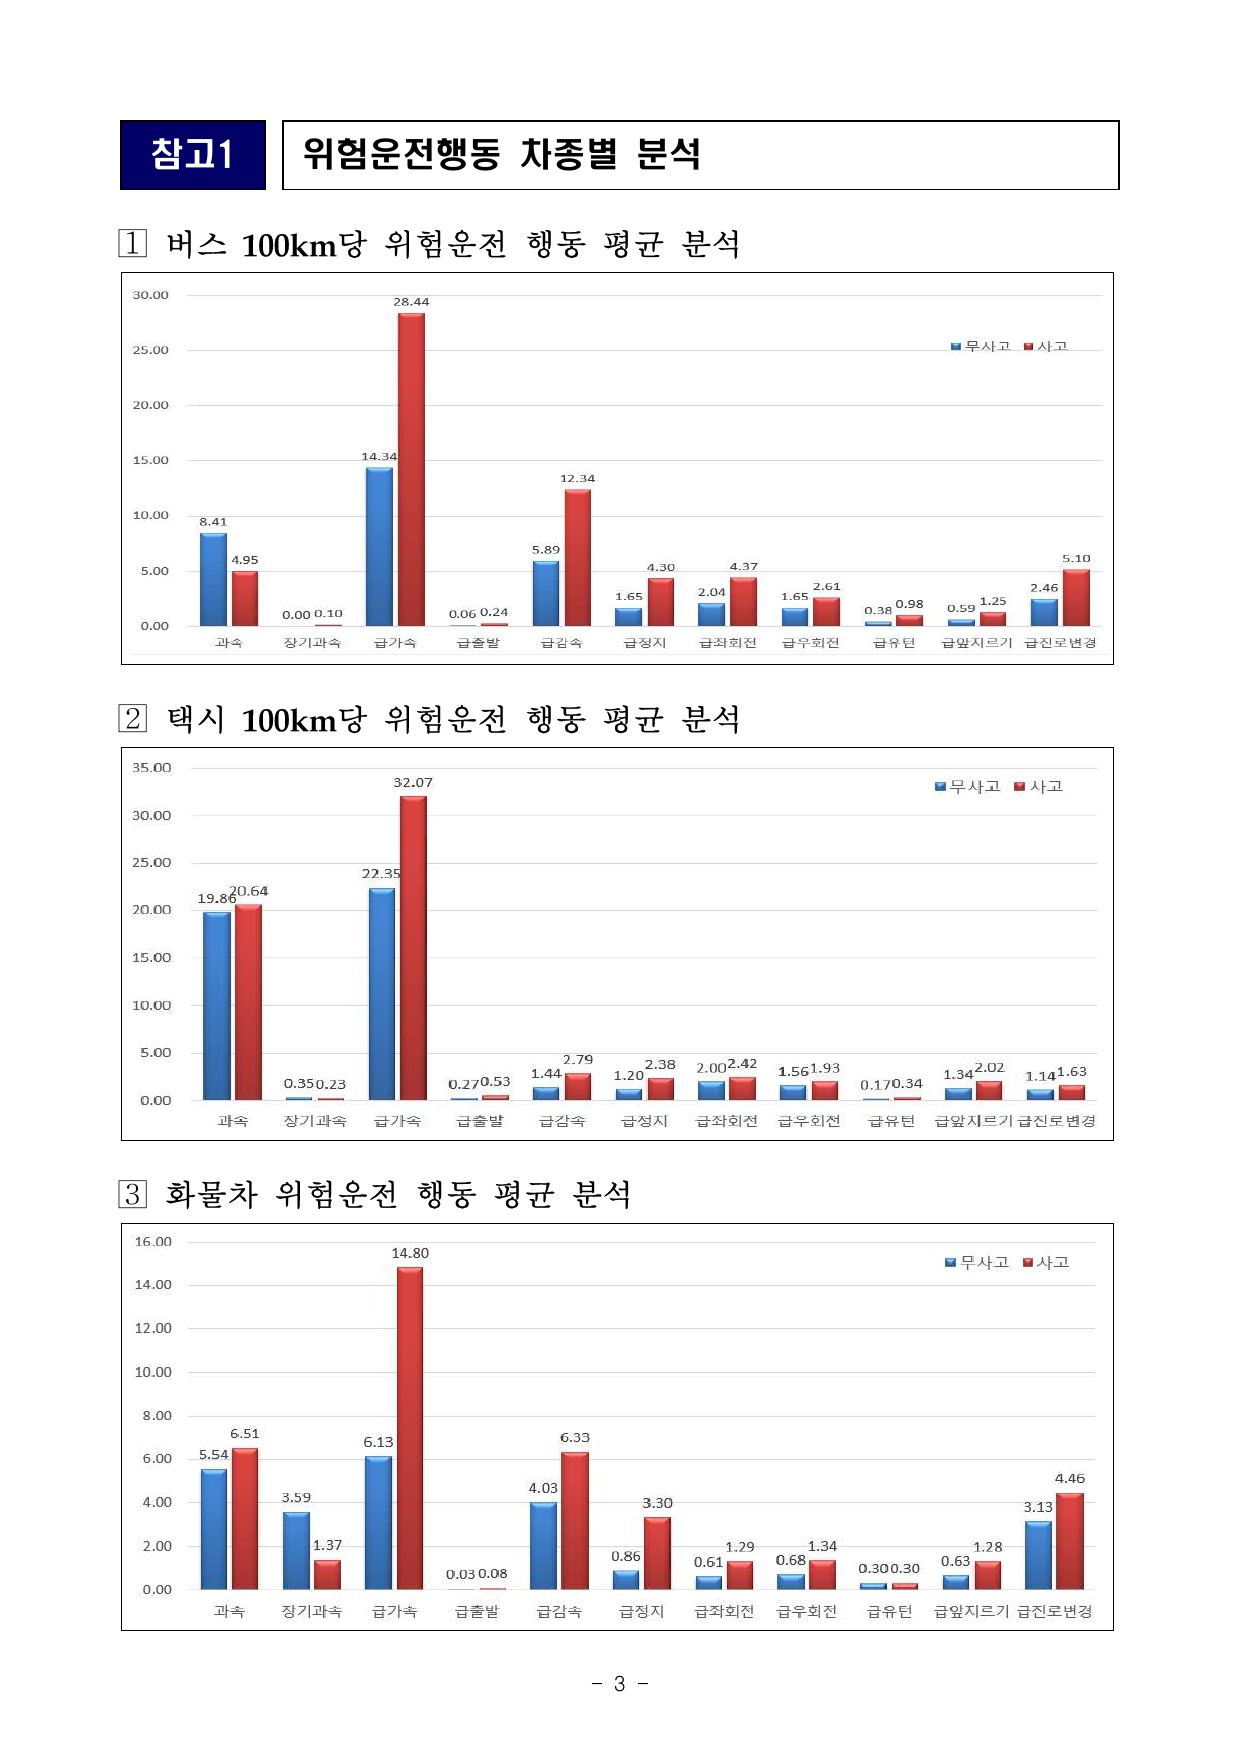 참고1 위험운전행동 차종별 분석
1 버스 100km당 위험운전 행동 평균 분석
30.00
25.00
20.00
15.00
10.00
5.00
0.00
무사고 사고
8.41 4.95 0.00 0.10 14.34 28.44 0.06 0.24 5.89 12.34 1.65 4.30 2.04 4.37 1.65 2.61 0.38 0.98 0.59 1.25 2.46 5.10
과속 장기과속 급가속 급출발 급감속 급정지 급좌회전 급우회전 급유턴 급앞지르기 급진로변경
2 택시 100km당 위험운전 행동 평균 분석
35.00
30.00
25.00
20.00
15.00
10.00
5.00
0.00
무사고 사고
19.86 20.64 0.35 0.23 22.35 32.07 0.27 0.53 1.44 2.79 1.20 2.38 2.00 2.42 1.56 1.93 0.17 0.34 1.34 2.02 1.14 1.63
과속 장기과속 급가속 급출발 급감속 급정지 급좌회전 급우회전 급유턴 급앞지르기 급진로변경
3 화물차 위험운전 행동 평균 분석
16.00
14.00
12.00
10.00
8.00
6.00
4.00
2.00
0.00
무사고 사고
5.54 6.51 3.59 1.37 6.13 14.80 0.03 0.08 4.03 6.33 0.86 3.30 0.61 1.29 0.68 1.34 0.30 0.30 0.63 1.28 3.13 4.46
과속 장기과속 급가속 급출발 급감속 급정지 급좌회전 급우회전 급유턴 급앞지르기 급진로변경
- 3 -